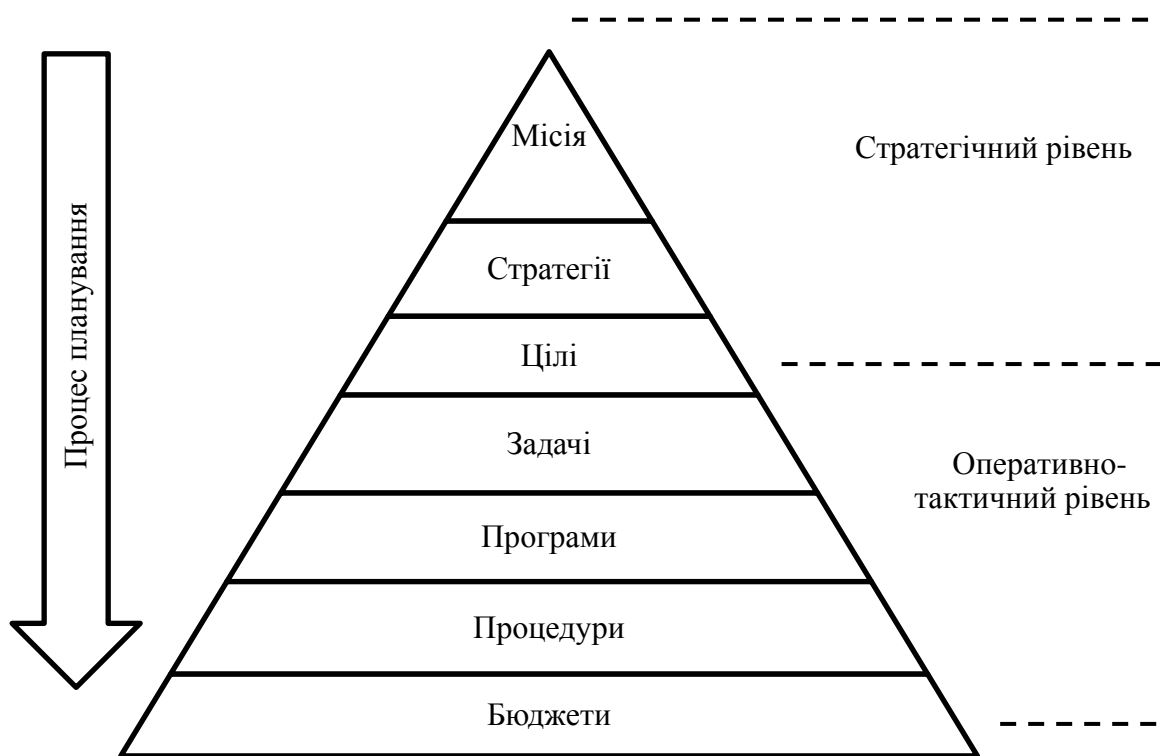 Процес планування
Місія
Стратегії
Цілі
Задачі
Програми
Процедури
Бюджети
Стратегічний рівень
Оперативно-
тактичний рівень